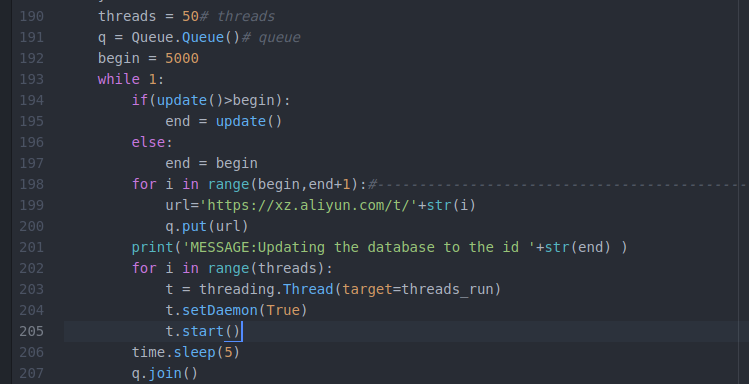 190 threads = 50# threads
191 q = Queue.Queue()# queue
192 begin = 5000
193 while 1:
194 if(update()>begin):
195 end = update()
196 else:
197 end = begin
198 for i in range(begin,end+1):#--------------------------------------------
199 url='https://xz.aliyun.com/t/'+str(i)
200 q.put(url)
201 print('MESSAGE:Updating the database to the id '+str(end) )
202 for i in range(threads):
203 t = threading.Thread(target=threads_run)
204 t.setDaemon(True)
205 t.start()
206 time.sleep(5)
207 q.join()